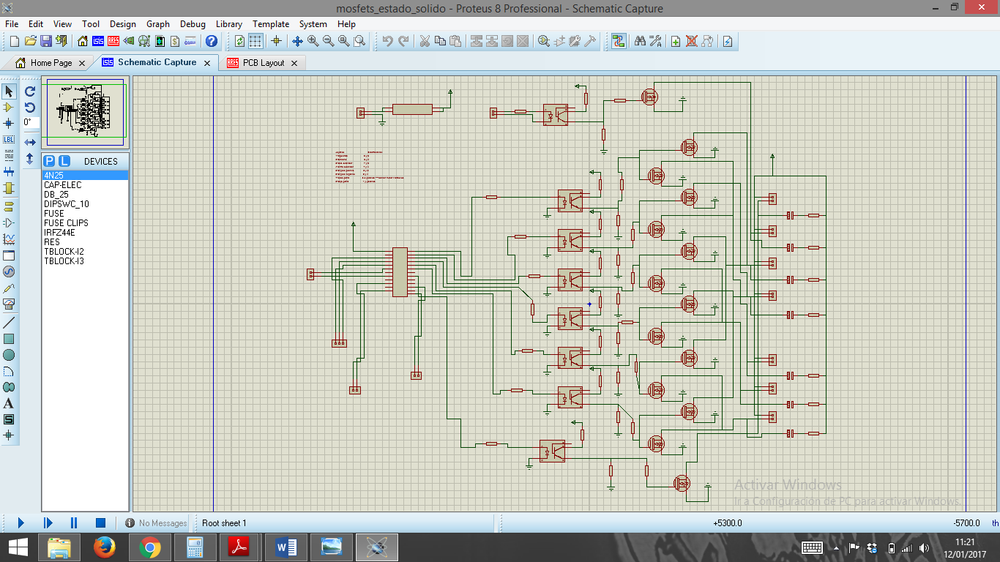 mosfets_estado_solido - Proteus 8 Professional - Schematic Capture
File Edit View Tool Design Graph Debug Library Template System Help
Home Page
Schematic Capture
PCB Layout
0°
LBL
P L DEVICES
4N25
CAP-ELEC
DB_25
DIPSWC_10
FUSE
FUSE CLIPS
IRFZ44E
RES
TBLOCK-I2
TBLOCK-I3
A
S
Activar Windows
Ir a Configuración de PC para activar Windows.
No Messages
Root sheet 1
+5300.0
-5700.0
th
11:21
12/01/2017